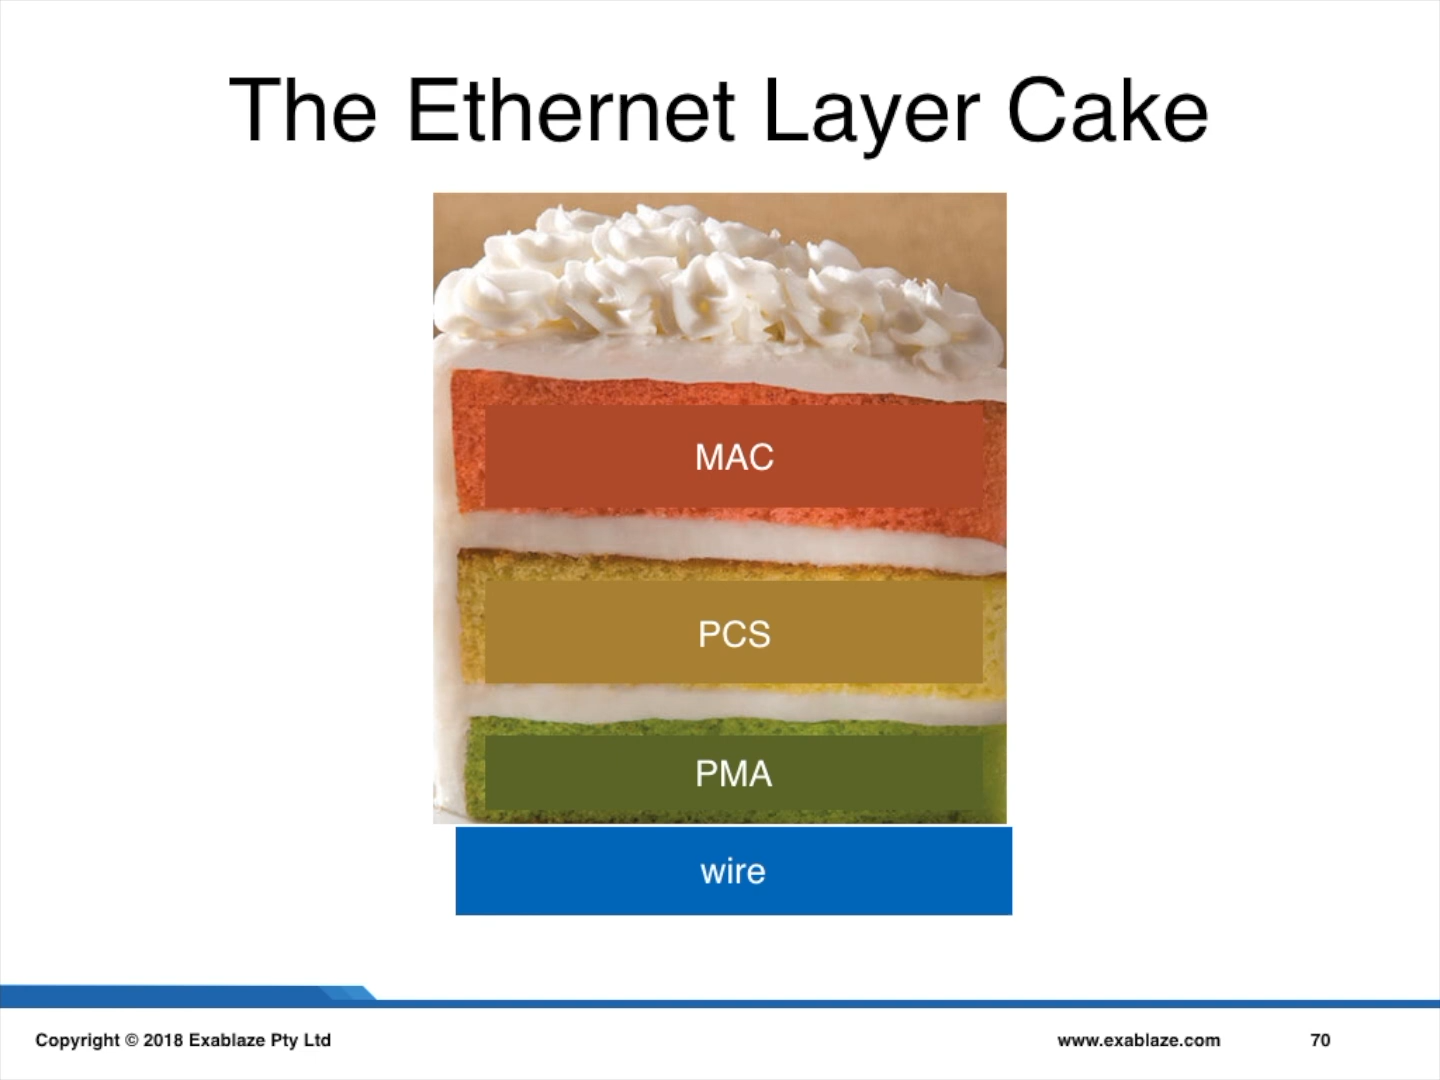 The Ethernet Layer Cake
MAC
PCS
PMA
wire
Copyright © 2018 Exablaze Pty Ltd
www.exablaze.com
70